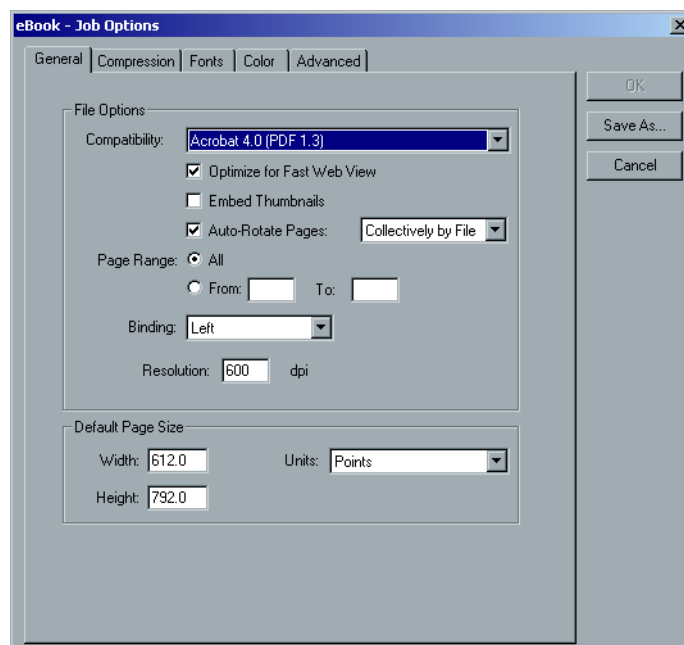 eBook - Job Options
General Compression Fonts Color Advanced
OK
File Options
Save As...
Compatibility: Acrobat 4.0 (PDF 1.3)
Optimize for Fast Web View
Cancel
Embed Thumbnails
Auto-Rotate Pages: Collectively by File
Page Range: All
From: To:
Binding: Left
Resolution: 600 dpi
Default Page Size
Width: 612.0 Units: Points
Height: 792.0